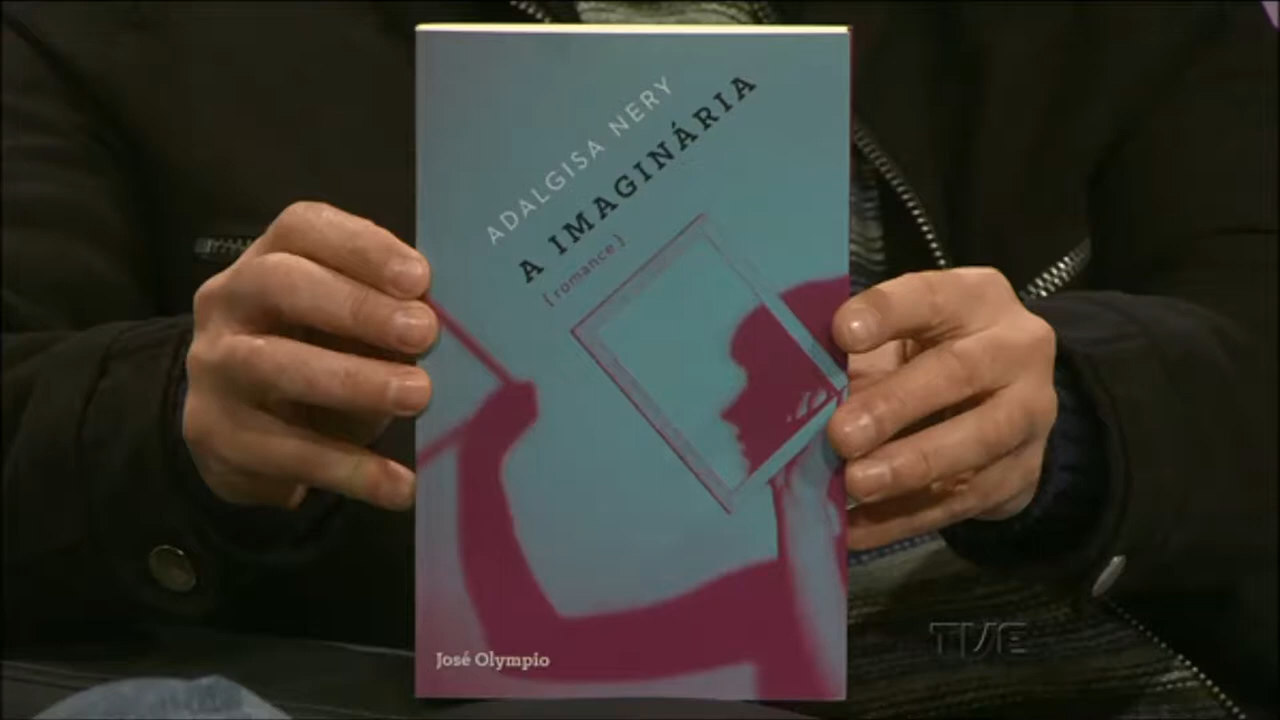 ADALGISA NERY
A IMAGINÁRIA
{romance}
José Olympio
TVE